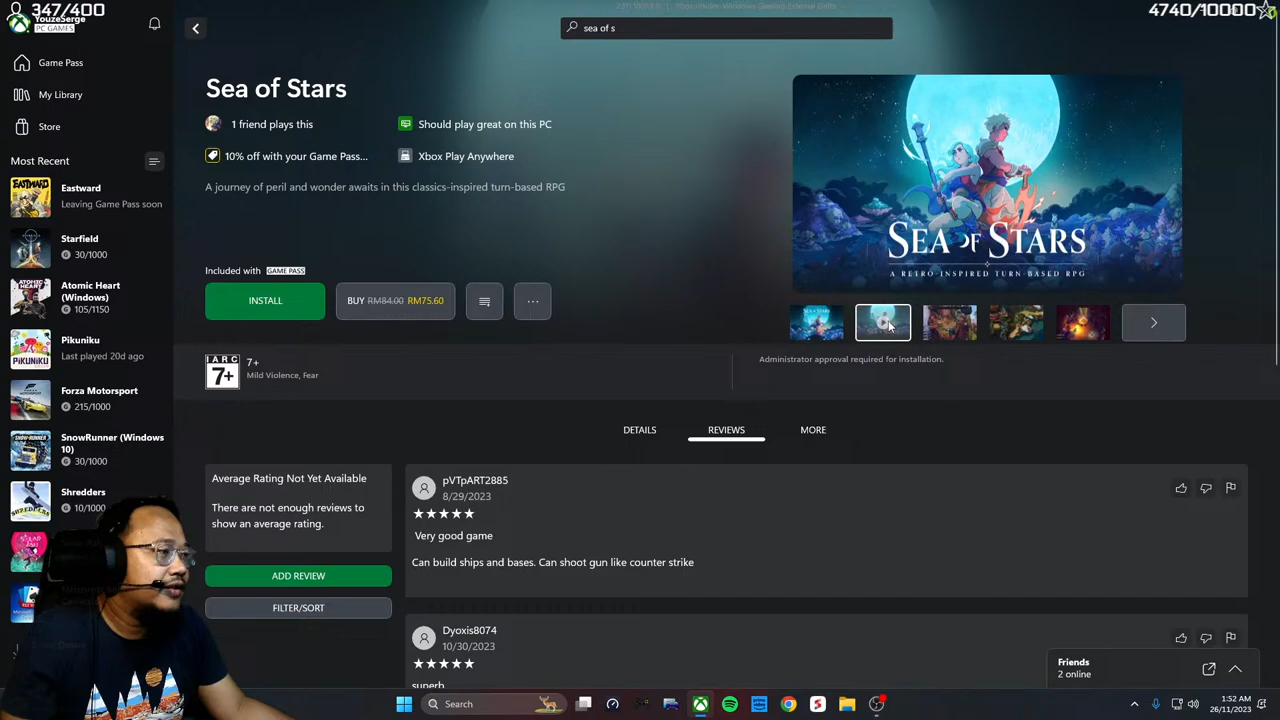 347/400
4740/10000
YouzeSerge
PC GAMES
sea of s
Game Pass
My Library
Store
Most Recent
EASTWARD
Eastward
Leaving Game Pass soon
Starfield
30/1000
Atomic Heart
(Windows)
105/1150
PIKUNIKU
Pikuniku
Last played 20d ago
Forza Motorsport
215/1000
SnowRunner (Windows
10)
30/1000
SHREDDERS
Shredders
10/1000
Sea of Stars
1 friend plays this
Should play great on this PC
10% off with your Game Pass...
Xbox Play Anywhere
A journey of peril and wonder awaits in this classics-inspired turn-based RPG
Included with GAME PASS
INSTALL
BUY RM84.00 RM75.60
...
SEA OF STARS
A RETRO-INSPIRED TURN-BASED RPG
IARC
7+
7+
Mild Violence, Fear
Administrator approval required for installation.
DETAILS
REVIEWS
MORE
Average Rating Not Yet Available
There are not enough reviews to
show an average rating.
ADD REVIEW
FILTER/SORT
pVTpART2885
8/29/2023
Very good game
Can build ships and bases. Can shoot gun like counter strike
Dyoxis8074
10/30/2023
superb
Friends
2 online
Search
1:52 AM
26/11/2023